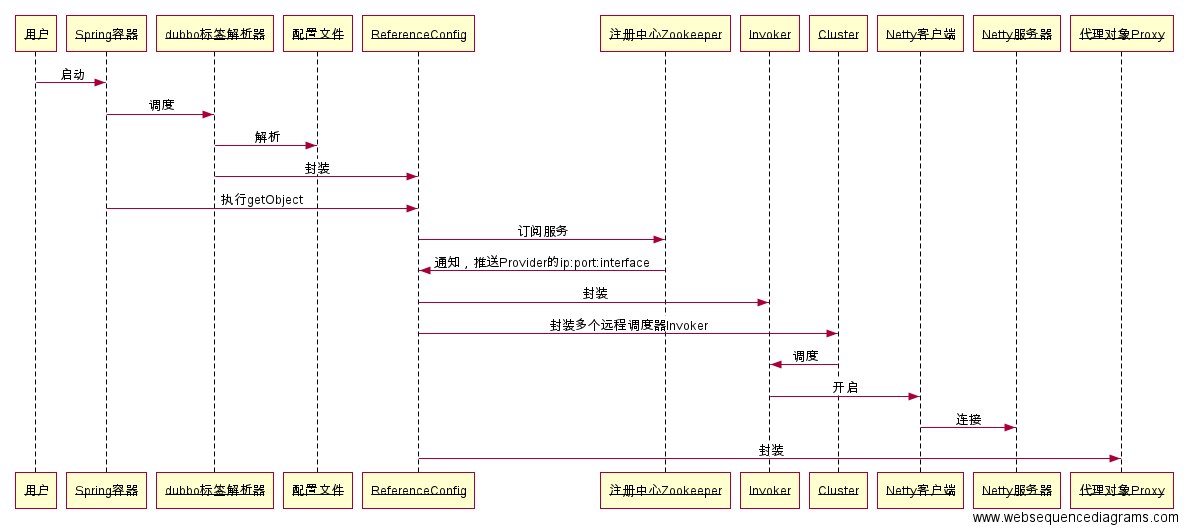 用户 Spring容器 dubbo标签解析器 配置文件 ReferenceConfig 注册中心Zookeeper Invoker Cluster Netty客户端 Netty服务器 代理对象Proxy
启动
调度
解析
封装
执行getObject
订阅服务
通知，推送Provider的ip:port:interface
封装
封装多个远程调度器Invoker
调度
开启
连接
封装
用户 Spring容器 dubbo标签解析器 配置文件 ReferenceConfig 注册中心Zookeeper Invoker Cluster Netty客户端 Netty服务器 代理对象Proxy
www.websequencediagrams.com